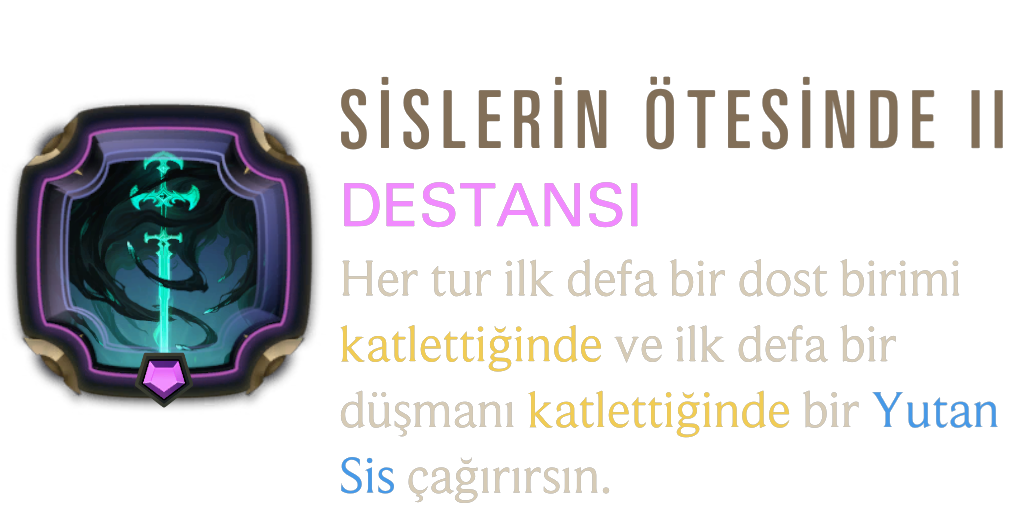 SİSLERİN ÖTESİNDE II
DESTANSI
Her tur ilk defa bir dost birimi
katlettiğinde ve ilk defa bir
düşmanı katlettiğinde bir Yutan
Sis çağırırsın.